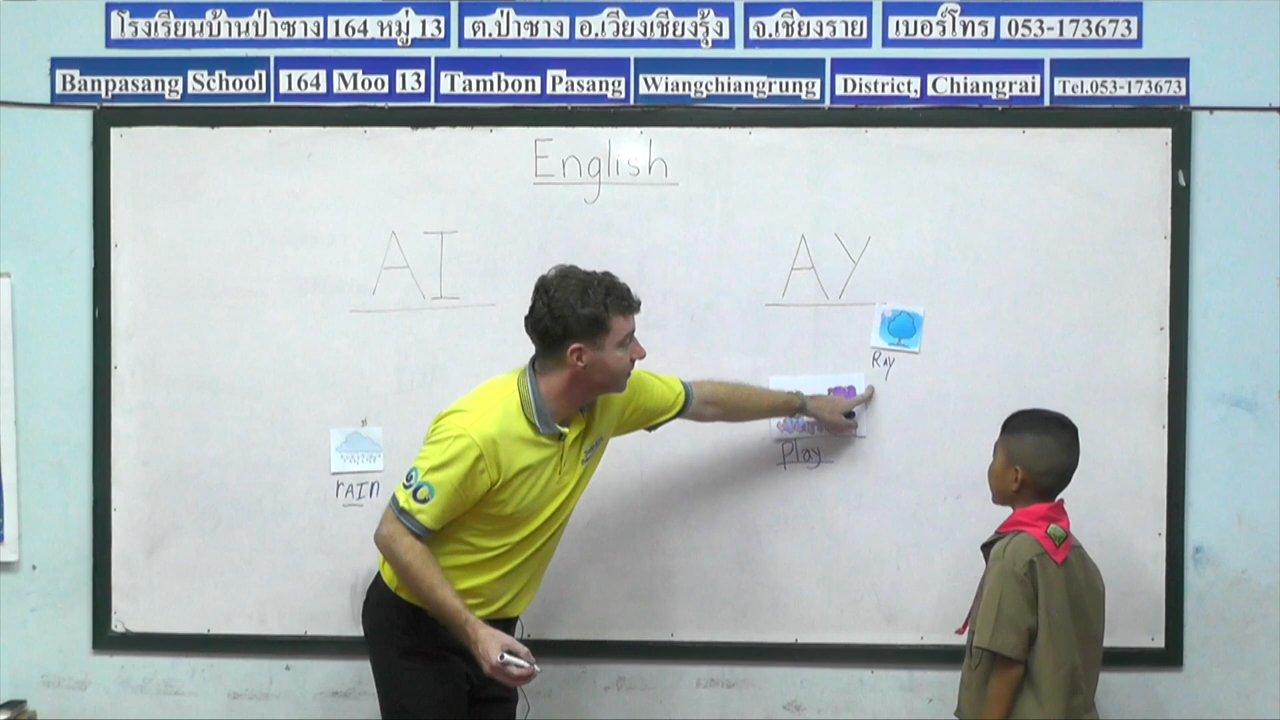 โรงเรียนบ้านป่าซาง 164 หมู่ 13 ต.ป่าซาง อ.เวียงเชียงรุ้ง จ.เชียงราย เบอร์โทร 053-173673
Banpasang School 164 Moo 13 Tambon Pasang Wiangchiangrung District, Chiangrai Tel.053-173673
English
AI
AY
RAY
Play
rAIn